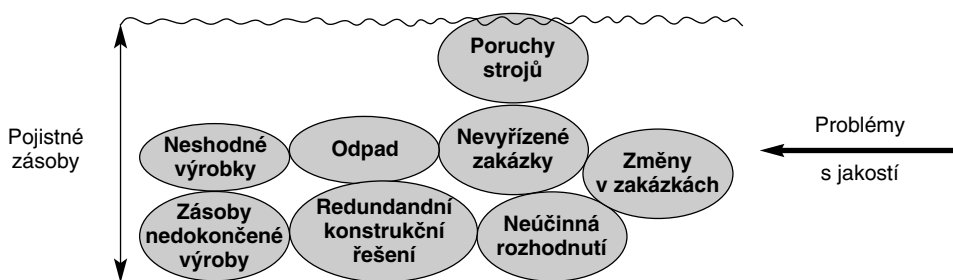 Poruchy
strojů
Pojistné
zásoby
Neshodné
výrobky
Odpad
Nevyřízené
zakázky
Změny
v zakázkách
Problémy
s jakostí
Zásoby
nedokončené
výroby
Redundandní
konstrukční
řešení
Neúčinná
rozhodnutí